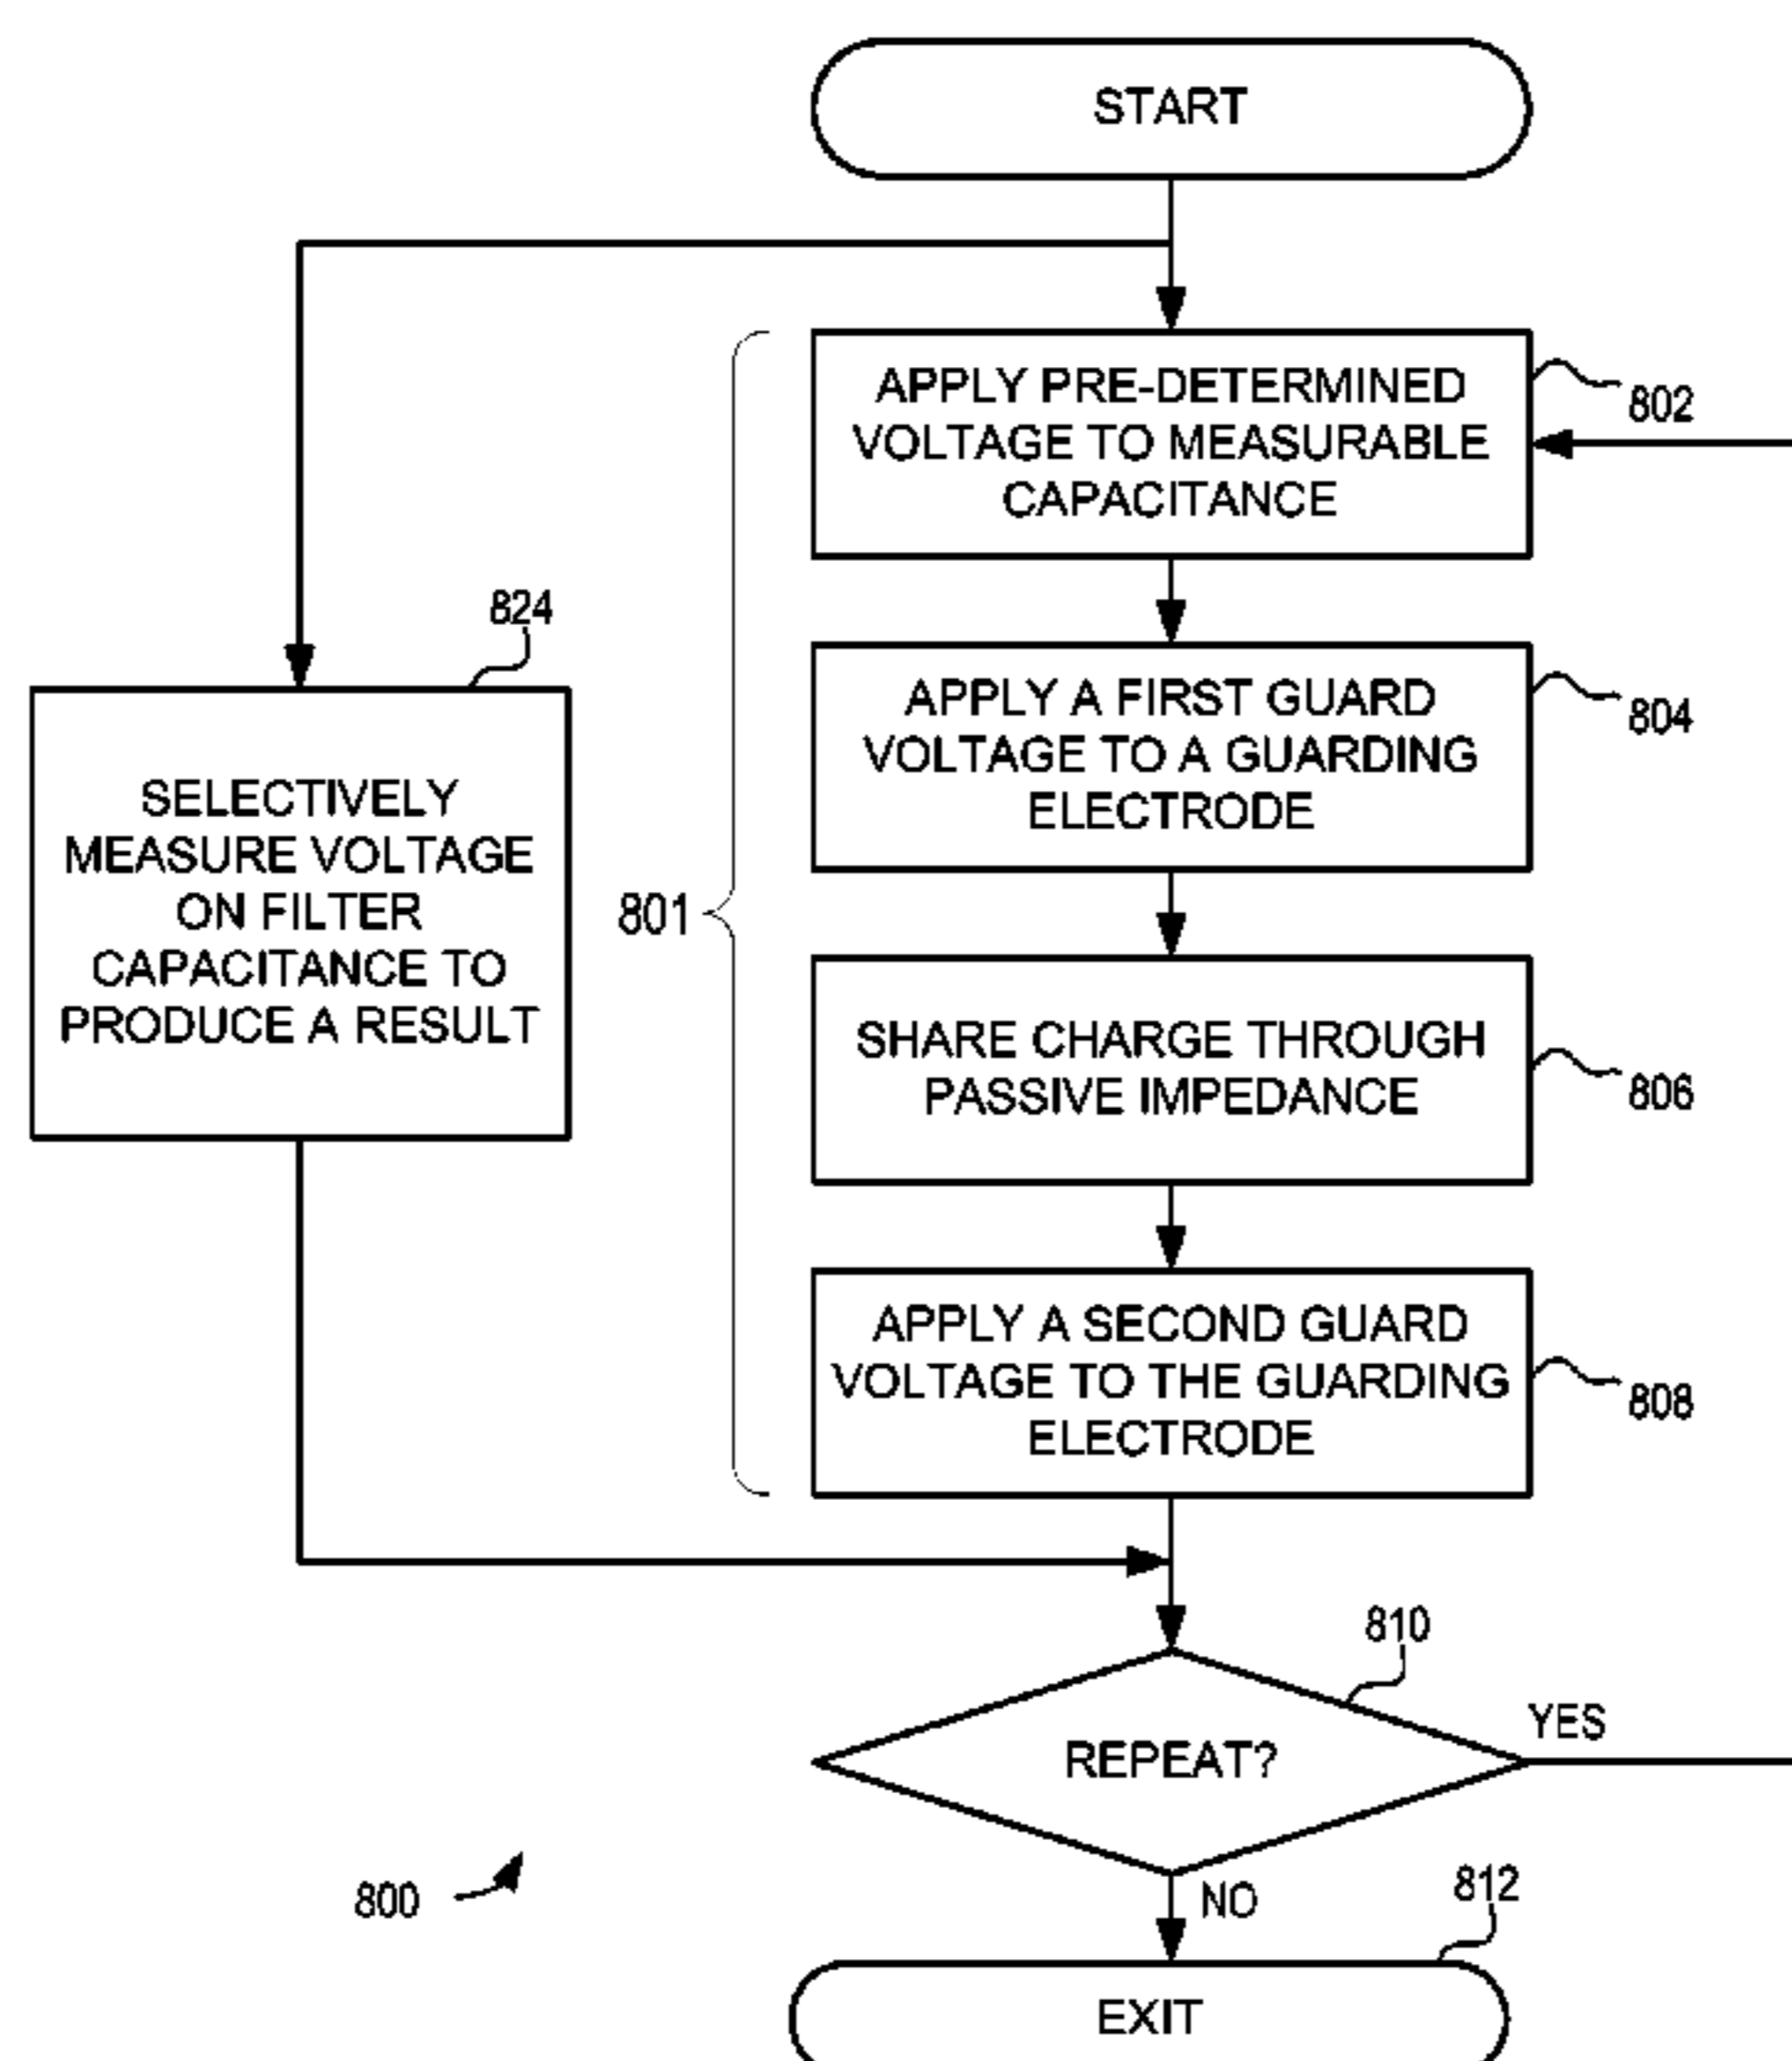 START
APPLY PRE-DETERMINED
VOLTAGE TO MEASURABLE
CAPACITANCE
802
824
SELECTIVELY
MEASURE VOLTAGE
ON FILTER
CAPACITANCE TO
PRODUCE A RESULT
801
APPLY A FIRST GUARD
VOLTAGE TO A GUARDING
ELECTRODE
804
SHARE CHARGE THROUGH
PASSIVE IMPEDANCE
806
APPLY A SECOND GUARD
VOLTAGE TO THE GUARDING
ELECTRODE
808
810
REPEAT?
YES
NO
800
812
EXIT